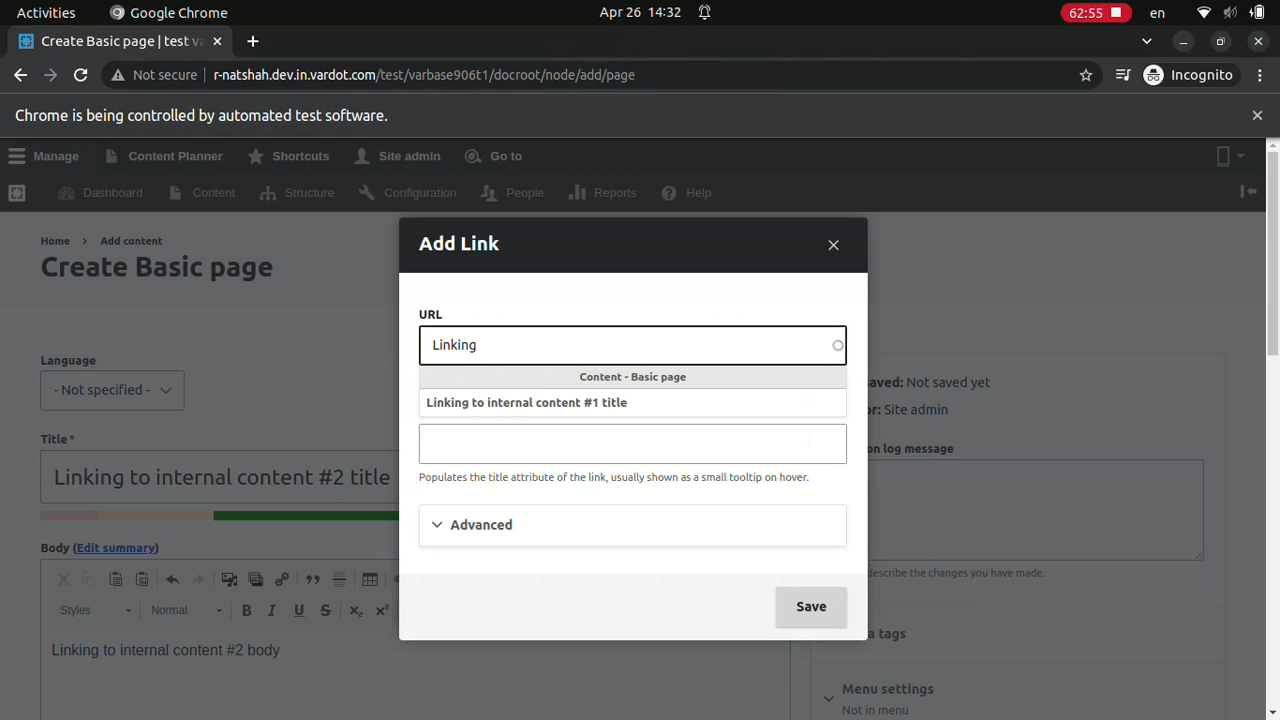 Activities
Google Chrome
Apr 26 14:32
62:55
en
Create Basic page | test va
Not secure
r-natshah.dev.in.vardot.com/test/varbase906t1/docroot/node/add/page
Incognito
Chrome is being controlled by automated test software.
Manage
Content Planner
Shortcuts
Site admin
Go to
Dashboard
Content
Structure
Configuration
People
Reports
Help
Home
Add content
Create Basic page
Language
- Not specified -
Title*
Linking to internal content #2 title
Body (Edit summary)
Styles
Normal
B I U S x₂ x²
Linking to internal content #2 body
Add Link
URL
Linking
Content - Basic page
Linking to internal content #1 title
Populates the title attribute of the link, usually shown as a small tooltip on hover.
Advanced
Save
Not saved yet
Site admin
log message
describe the changes you have made.
tags
Menu settings
Not in menu